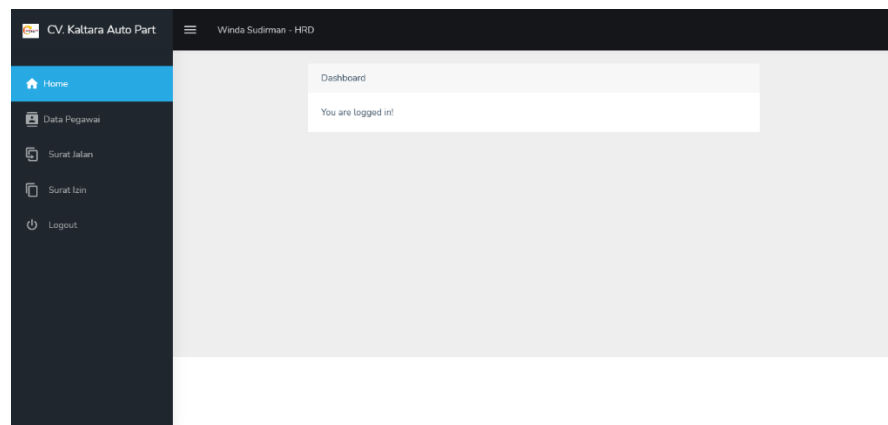 CV. Kaltara Auto Part
Winda Sudirman - HRD
Home
Data Pegawai
Surat Jalan
Surat Izin
Logout
Dashboard
You are logged in!